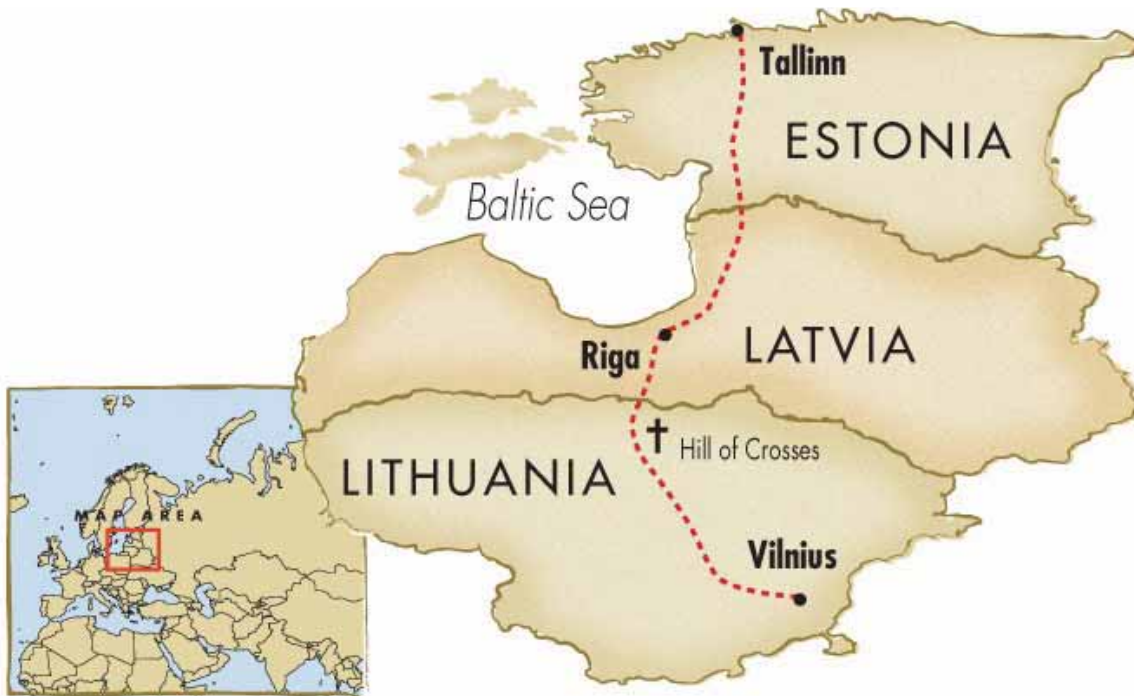 Tallinn
ESTONIA
Baltic Sea
Riga
LATVIA
Hill of Crosses
LITHUANIA
MAP AREA
Vilnius